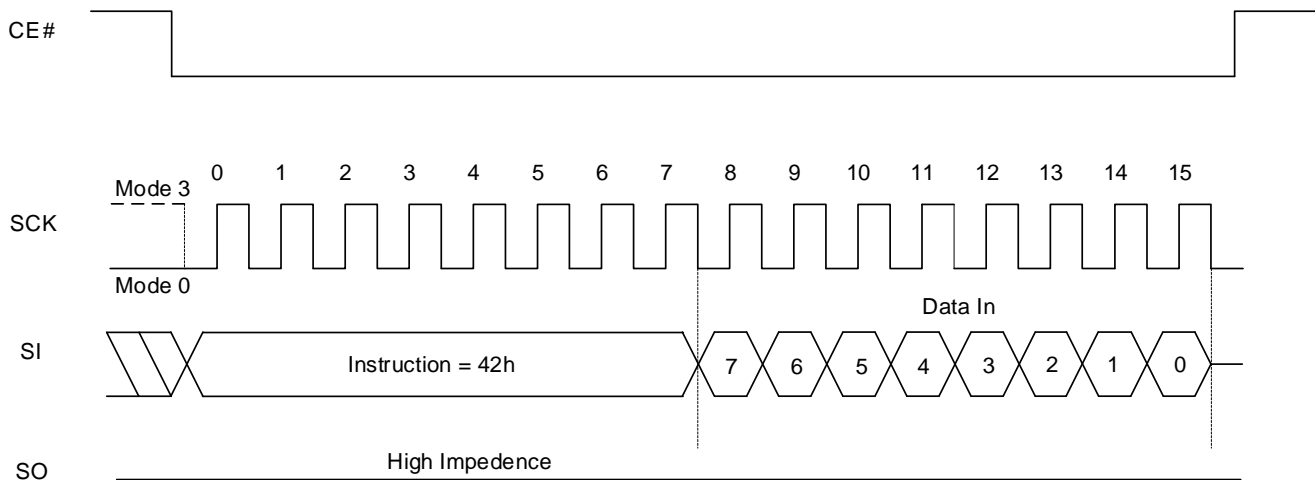 CE#
0 1 2 3 4 5 6 7 8 9 10 11 12 13 14 15
Mode 3
SCK
Mode 0
Data In
SI
Instruction = 42h
7 6 5 4 3 2 1 0
High Impedence
SO